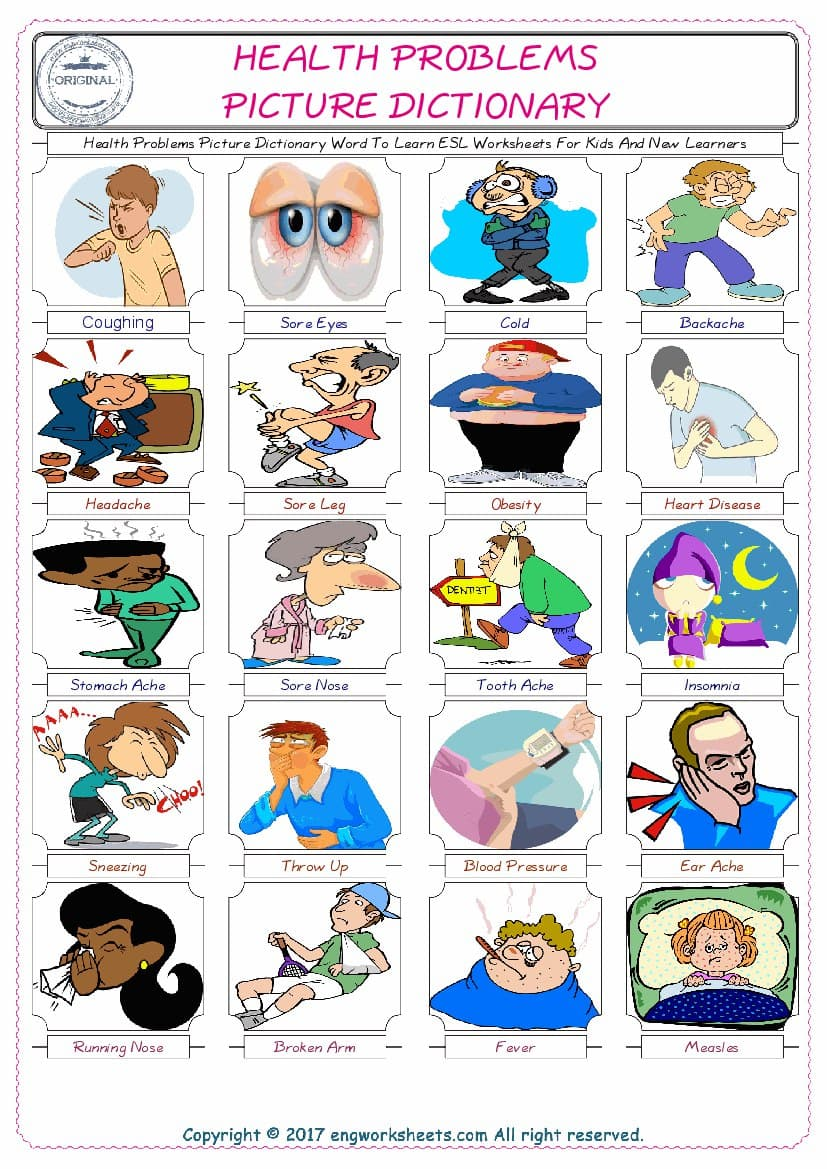 ORIGINAL
HEALTH PROBLEMS
PICTURE DICTIONARY
Health Problems Picture Dictionary Word To Learn ESL Worksheets For Kids And New Learners
Coughing
Sore Eyes
Cold
Backache
Headache
Sore Leg
Obesity
Heart Disease
DENTIST
Stomach Ache
Sore Nose
Tooth Ache
Insomnia
AAAA...
CHOO!
Sneezing
Throw Up
Blood Pressure
Ear Ache
Running Nose
Broken Arm
Fever
Measles
Copyright © 2017 engworksheets.com All right reserved.